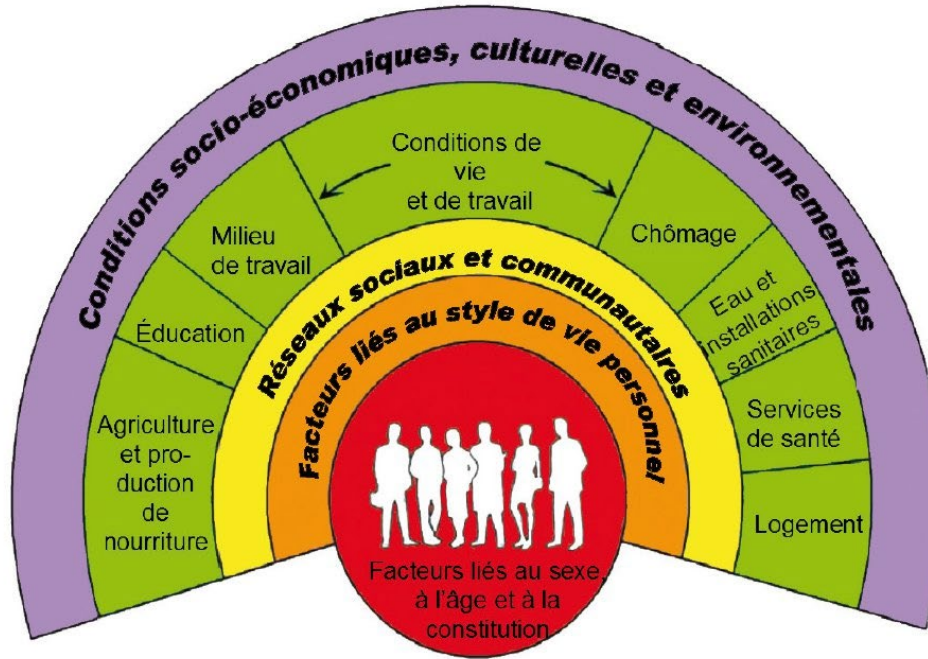 Conditions socio-économiques, culturelles et environnementales
Conditions de
vie
et de travail
Milieu
de travail
Chômage
Éducation
Eau et
installations
sanitaires
Agriculture
et pro-
duction
de
nourriture
Services
de santé
Logement
Réseaux sociaux et communautaires
Facteurs liés au style de vie personnel
Facteurs liés au sexe,
à l'âge et à la
constitution